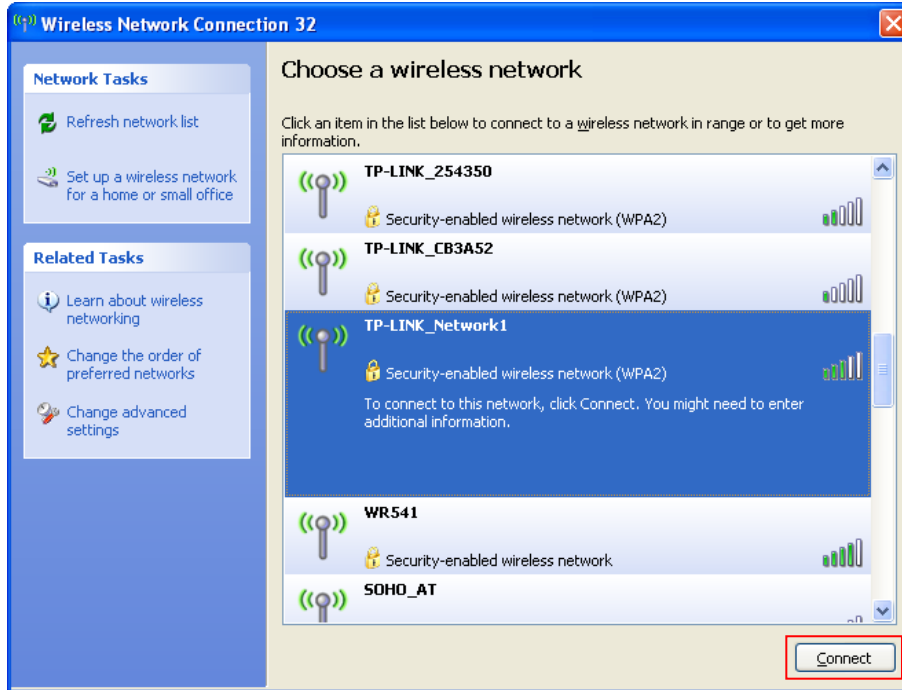 Wireless Network Connection 32
Network Tasks
Refresh network list
Set up a wireless network
for a home or small office
Related Tasks
Learn about wireless
networking
Change the order of
preferred networks
Change advanced
settings
Choose a wireless network
Click an item in the list below to connect to a wireless network in range or to get more
information.
TP-LINK_254350
Security-enabled wireless network (WPA2)
TP-LINK_CB3A52
Security-enabled wireless network (WPA2)
TP-LINK_Network1
Security-enabled wireless network (WPA2)
To connect to this network, click Connect. You might need to enter
additional information.
WR541
Security-enabled wireless network
SOHO_AT
Connect